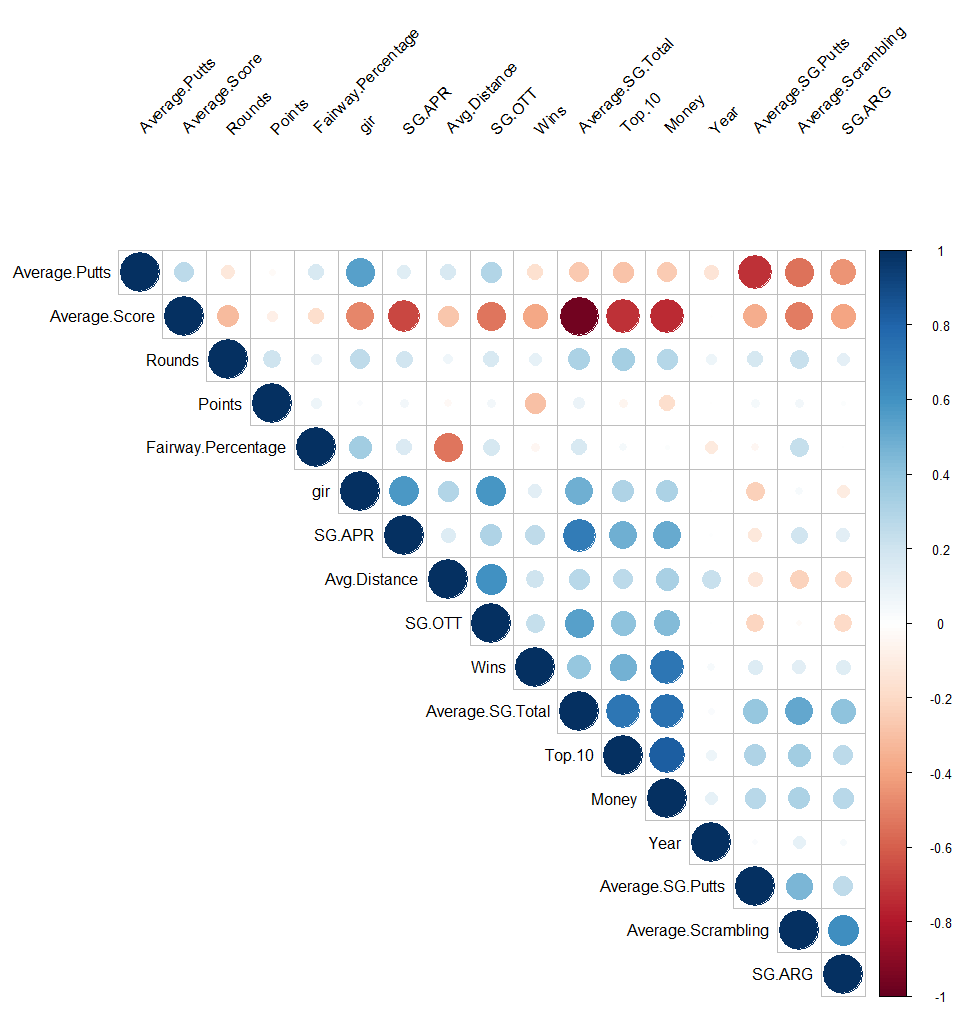 Average.Putts
Average.Score
Rounds
Points
Fairway.Percentage
gir
SG.APR
Avg.Distance
SG.OTT
Wins
Average.SG.Total
Top.10
Money
Year
Average.SG.Putts
Average.Scrambling
SG.ARG
Average.Putts
Average.Score
Rounds
Points
Fairway.Percentage
gir
SG.APR
Avg.Distance
SG.OTT
Wins
Average.SG.Total
Top.10
Money
Year
Average.SG.Putts
Average.Scrambling
SG.ARG
1
0.8
0.6
0.4
0.2
0
-0.2
-0.4
-0.6
-0.8
-1